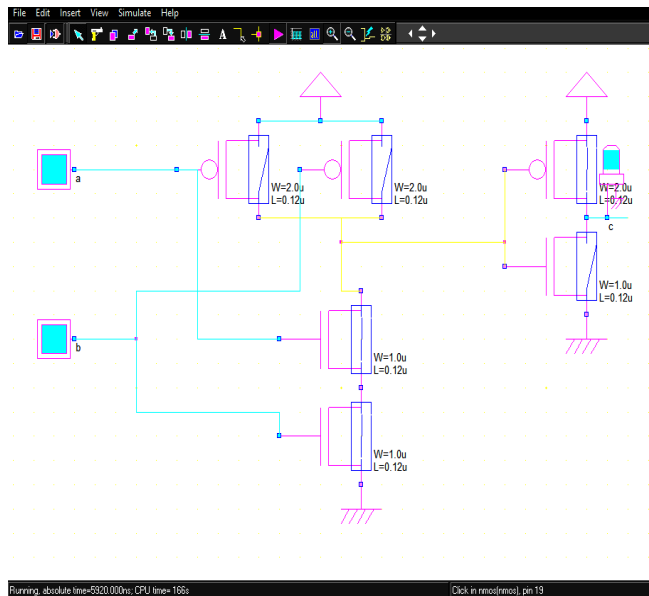 File Edit Insert View Simulate Help
A
a
W=2.0u
L=0.12u
W=2.0u
L=0.12u
W=2.0u
L=0.12u
c
W=1.0u
L=0.12u
b
W=1.0u
L=0.12u
W=1.0u
L=0.12u
Running, absolute time=5920.000ns; CPU time= 166s
Click in nmos(nmos), pin 19